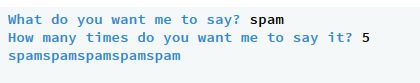 What do you want me to say? spam
How many times do you want me to say it? 5
spamspamspamspamspam